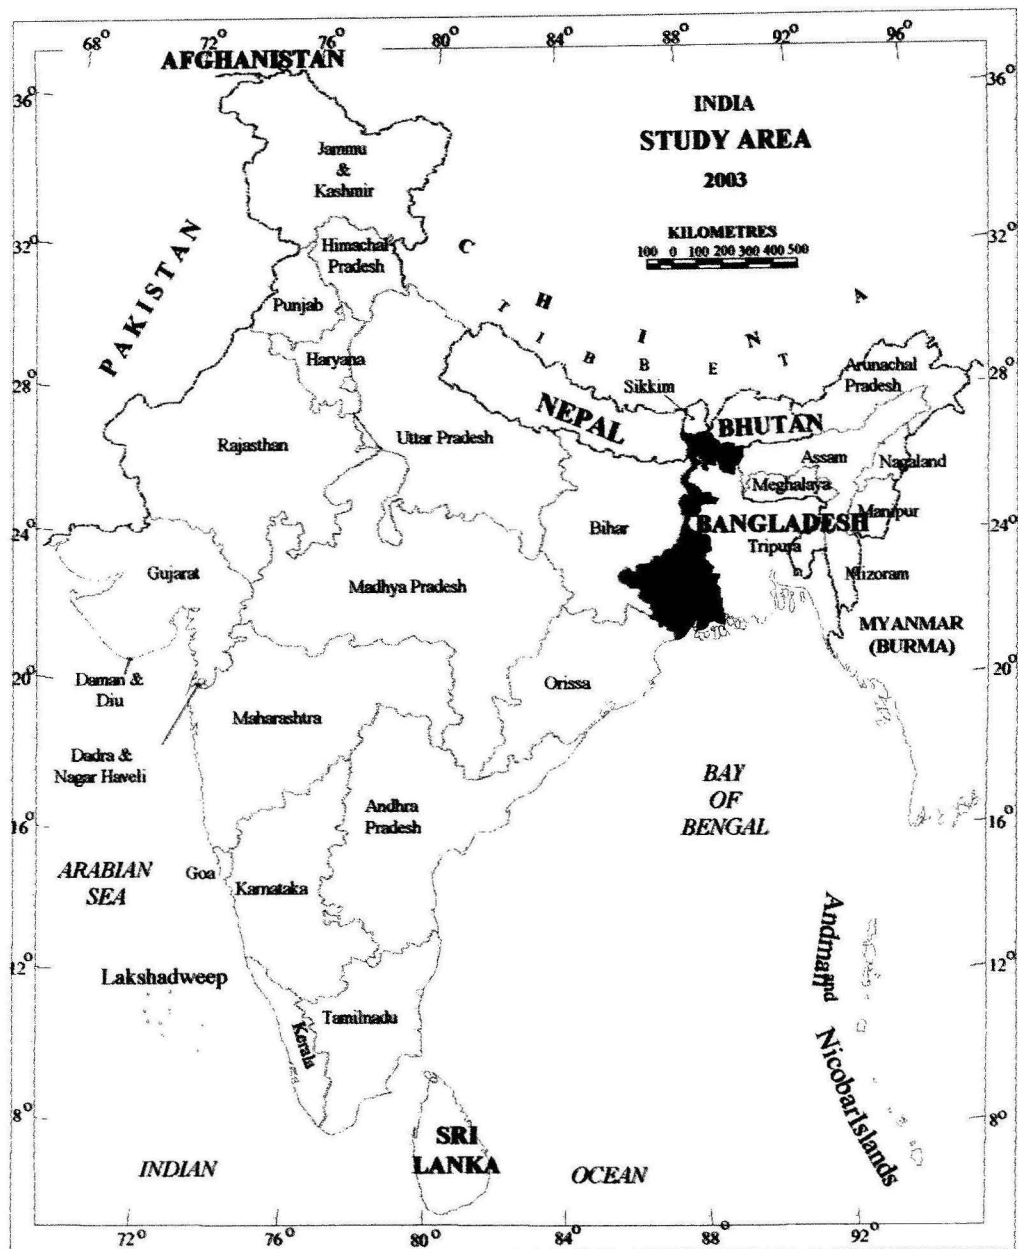 68° 72° 76° 80° 84° 88° 92° 96°
AFGHANISTAN
36° 36°
INDIA
STUDY AREA
2003
Jammu
&
Kashmir
KILOMETRES
100 0 100 200 300 400 500
32° 32°
PAKISTAN
Himachal
Pradesh
CHINA
TIBBET
Punjab
Haryana
28° 28°
Sikkim
Arunachal
Pradesh
NEPAL
BHUTAN
Rajasthan
Uttar Pradesh
Assam
Nagaland
Meghalaya
24° 24°
Bihar
BANGLADESH
Manipur
Tripura
Gujarat
Madhya Pradesh
Mizoram
MYANMAR
(BURMA)
20° 20°
Daman &
Diu
Orissa
Maharashtra
Dadra &
Nagar Haveli
BAY
OF
BENGAL
Andhra
Pradesh
16° 16°
ARABIAN
SEA
Goa
Karnataka
Andman
and
Nicobar Islands
12° 12°
Lakshadweep
Tamilnadu
Kerala
8° 8°
SRI
LANKA
INDIAN
OCEAN
72° 76° 80° 84° 88° 92°